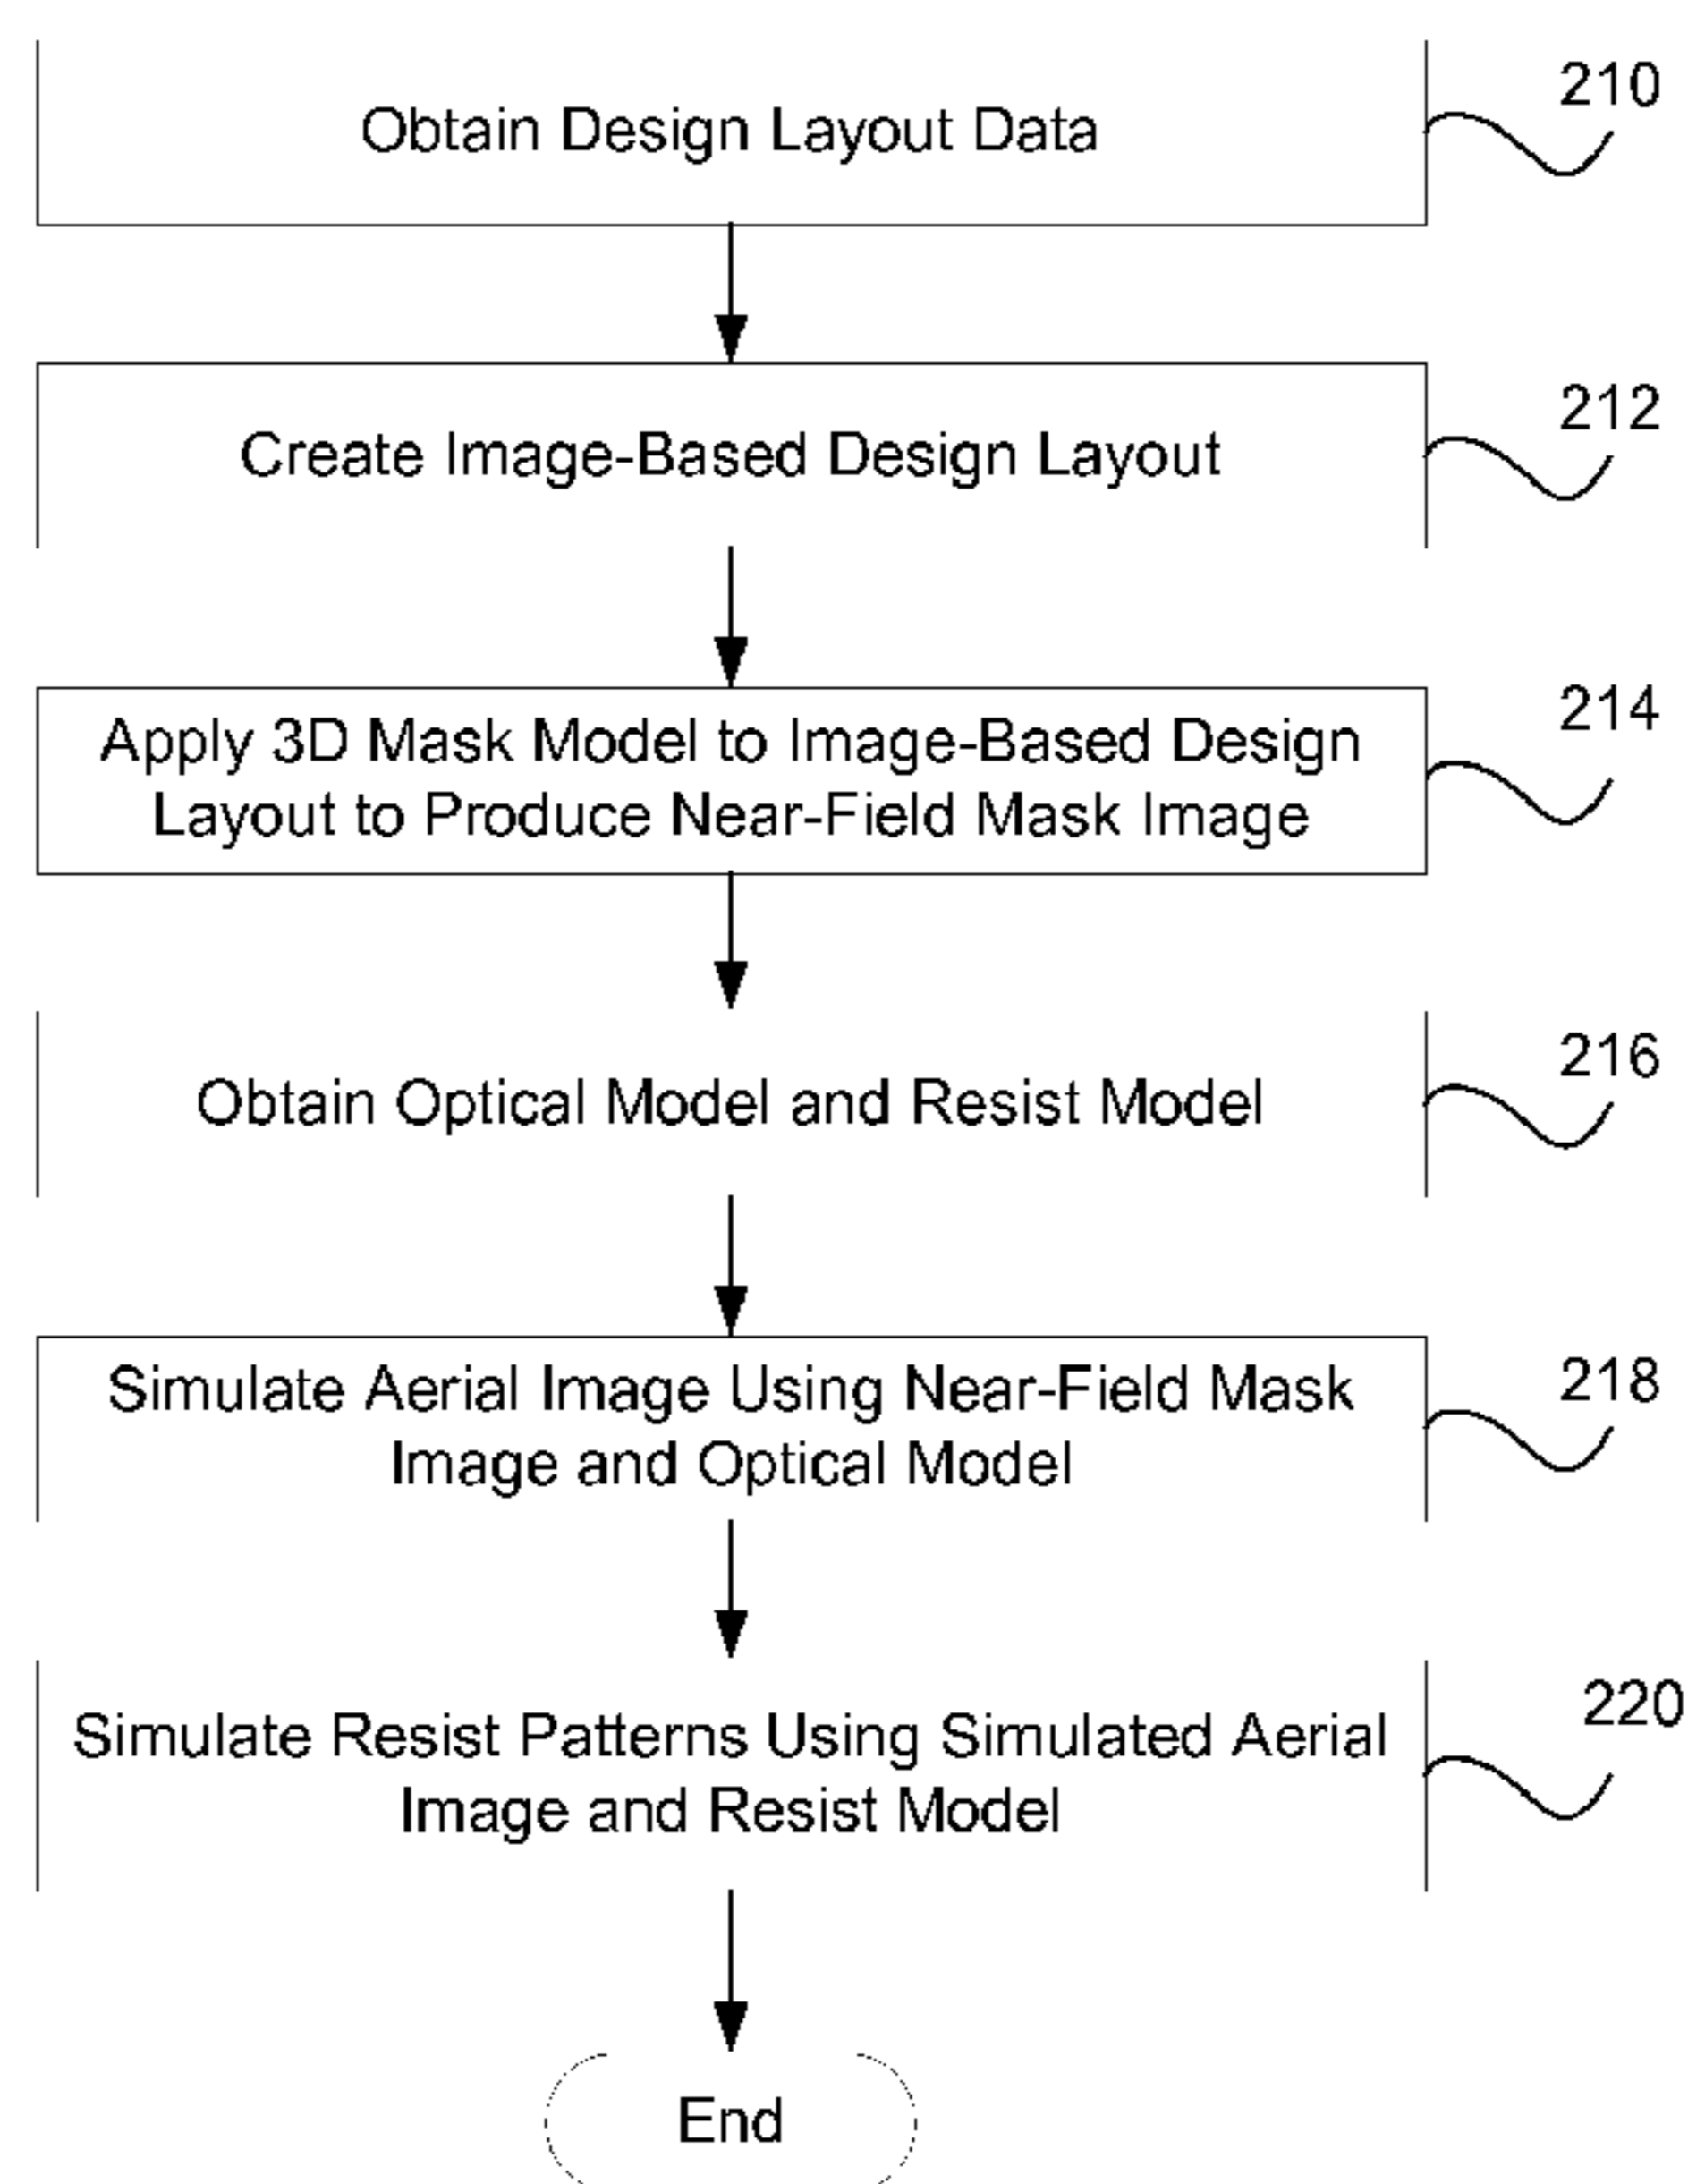 Obtain Design Layout Data
210
Create Image-Based Design Layout
212
Apply 3D Mask Model to Image-Based Design
Layout to Produce Near-Field Mask Image
214
Obtain Optical Model and Resist Model
216
Simulate Aerial Image Using Near-Field Mask
Image and Optical Model
218
Simulate Resist Patterns Using Simulated Aerial
Image and Resist Model
220
End